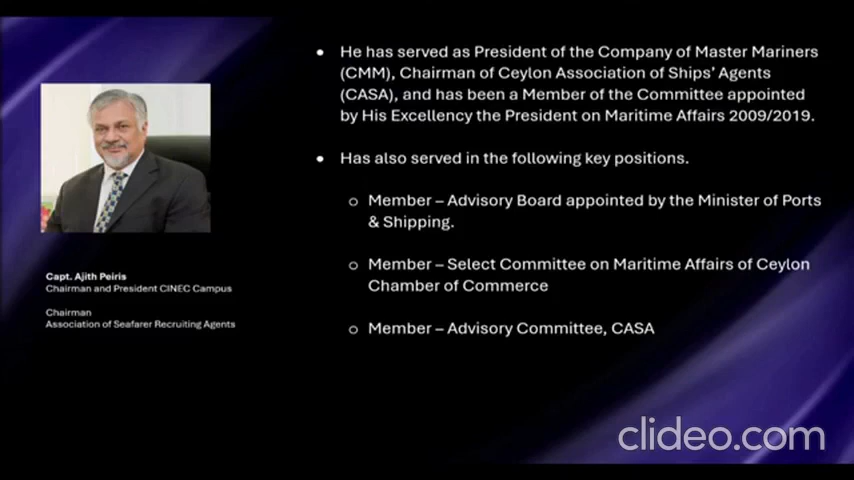 ● He has served as President of the Company of Master Mariners
(CMM), Chairman of Ceylon Association of Ships’ Agents
(CASA), and has been a Member of the Committee appointed
by His Excellency the President on Maritime Affairs 2009/2019.
● Has also served in the following key positions.
o Member – Advisory Board appointed by the Minister of Ports
& Shipping.
o Member – Select Committee on Maritime Affairs of Ceylon
Chamber of Commerce
o Member – Advisory Committee, CASA
Capt. Ajith Peiris
Chairman and President CINEC Campus
Chairman
Association of Seafarer Recruiting Agents
clideo.com